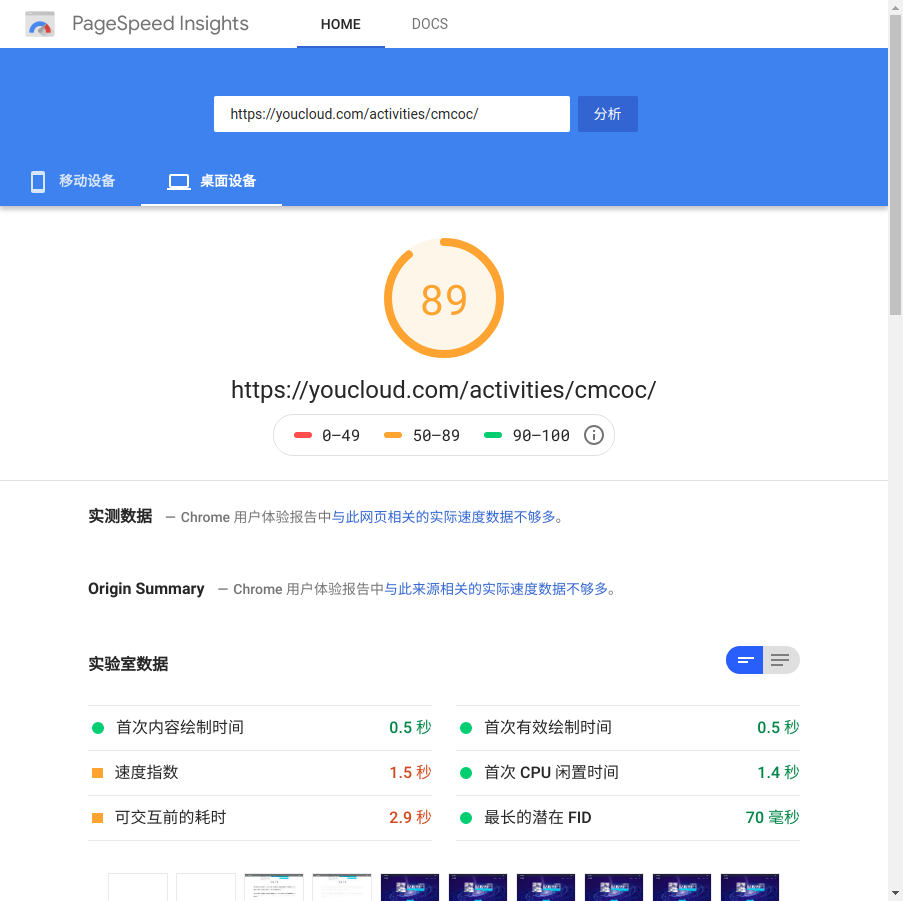 PageSpeed Insights HOME DOCS
https://youcloud.com/activities/cmcoc/ 分析
移动设备 桌面设备
89
https://youcloud.com/activities/cmcoc/
0–49 50–89 90–100
实测数据 — Chrome 用户体验报告中与此网页相关的实际速度数据不够多。
Origin Summary — Chrome 用户体验报告中与此来源相关的实际速度数据不够多。
实验室数据
首次内容绘制时间 0.5 秒 首次有效绘制时间 0.5 秒
速度指数 1.5 秒 首次 CPU 闲置时间 1.4 秒
可交互前的耗时 2.9 秒 最长的潜在 FID 70 毫秒